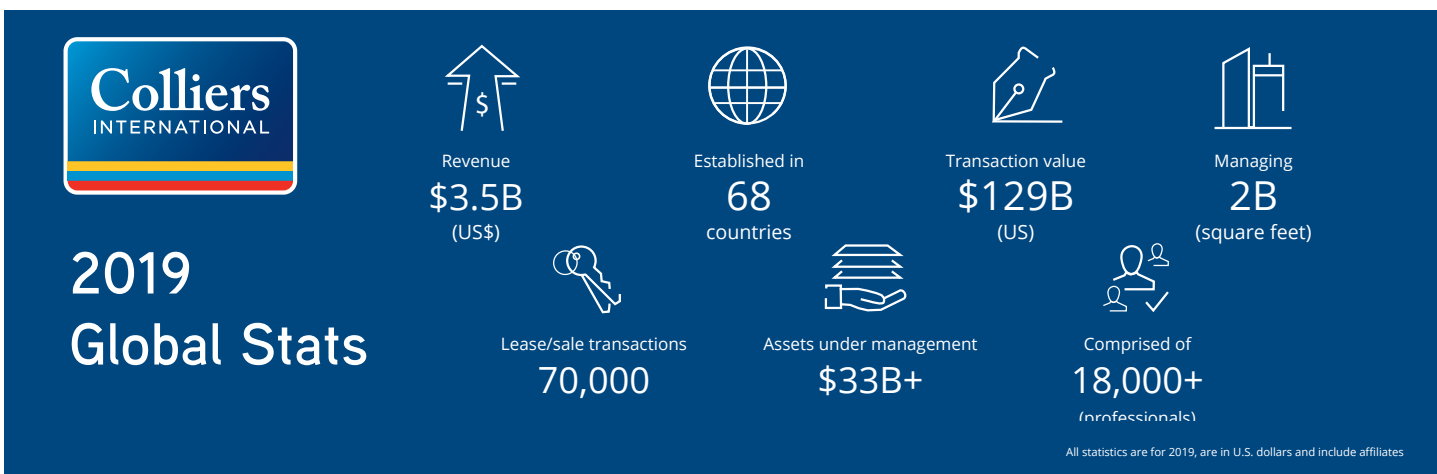 Colliers
INTERNATIONAL
2019
Global Stats
$
Revenue
$3.5B
(US$)
Established in
68
countries
Transaction value
$129B
(US)
Managing
2B
(square feet)
Lease/sale transactions
70,000
Assets under management
$33B+
Comprised of
18,000+
(professionals)
All statistics are for 2019, are in U.S. dollars and include affiliates